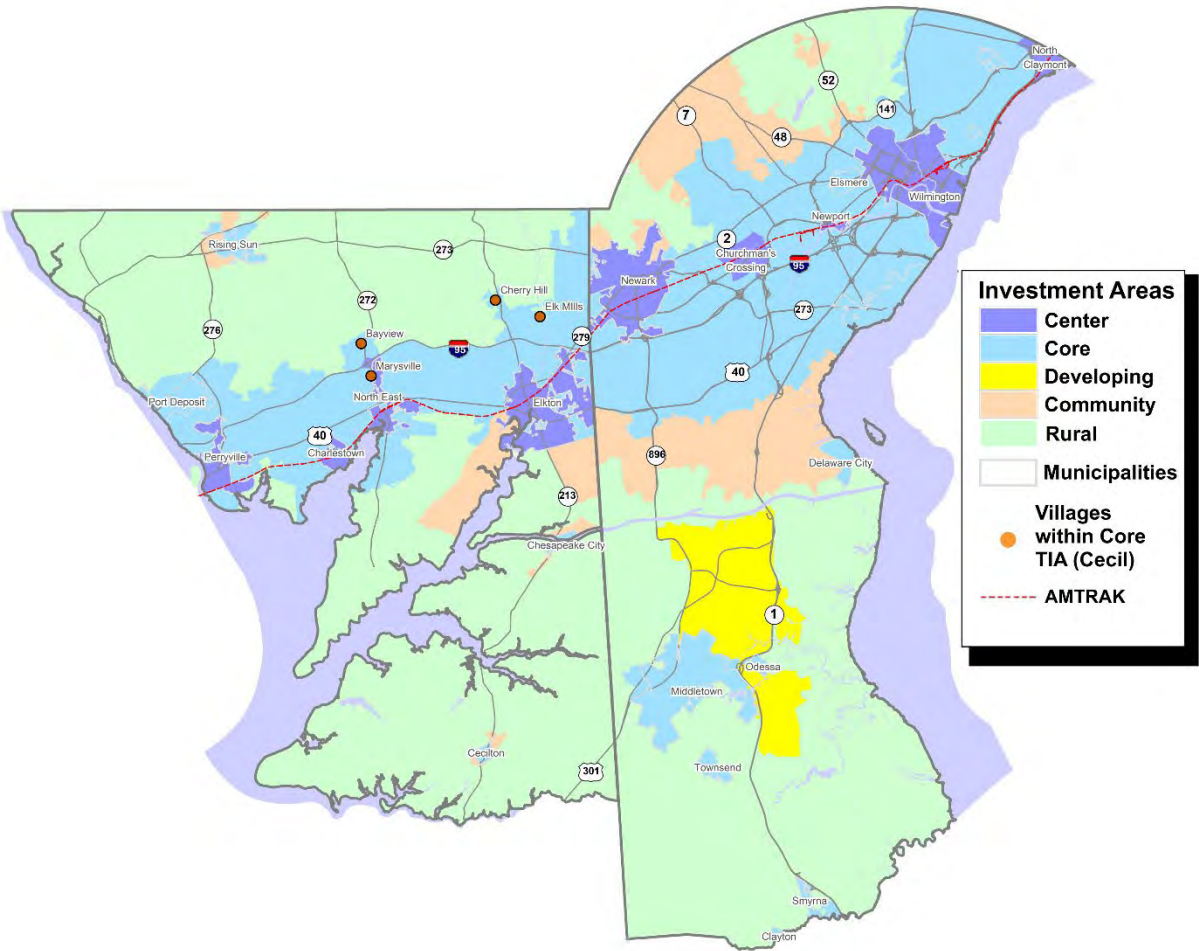 North
Claymont
52
141
7
48
Elsmere
Wilmington
Newport
2
Churchman's
Crossing
95
Newark
273
Rising Sun
273
Cherry Hill
Elk MIlls
272
276
279
Bayview
95
Marysville
40
Port Deposit
North East
Elkton
40
Charlestown
Perryville
896
Delaware City
213
Chesapeake City
1
Odessa
Middletown
Cecilton
Townsend
301
Smyrna
Clayton
Investment Areas
Center
Core
Developing
Community
Rural
Municipalities
Villages
within Core
TIA (Cecil)
AMTRAK